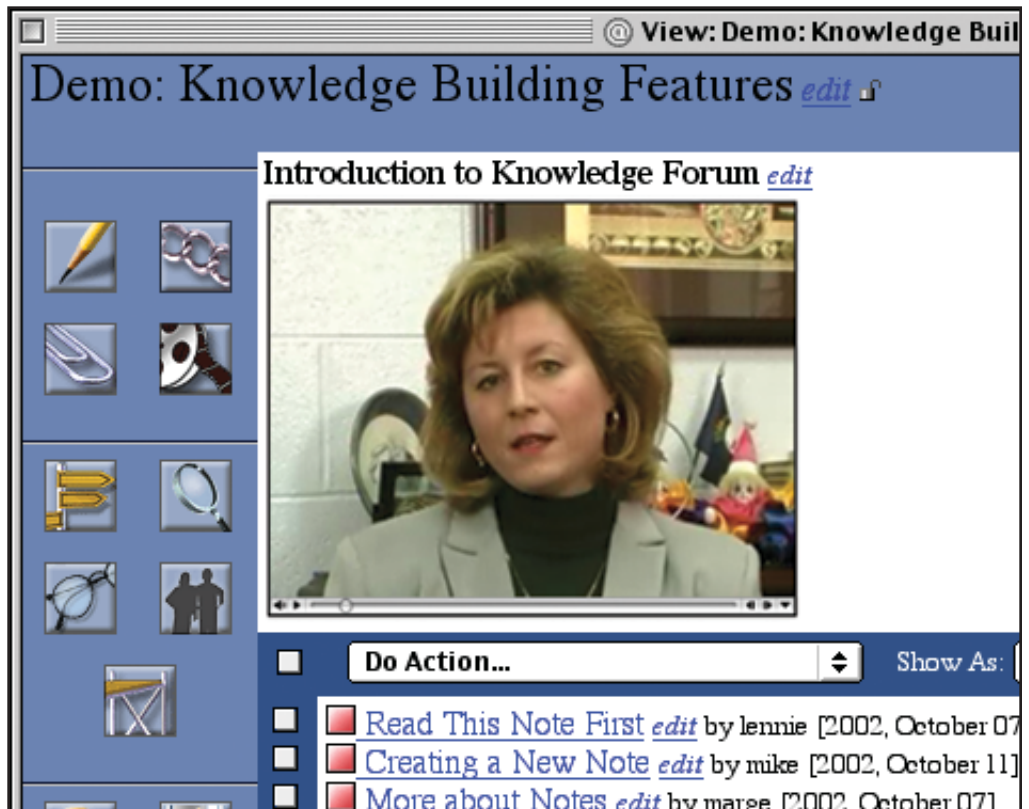 View: Demo: Knowledge Buil
Demo: Knowledge Building Features edit
Introduction to Knowledge Forum edit
Do Action... Show As:
Read This Note First edit by lennie [2002, October 07
Creating a New Note edit by mike [2002, October 11]
More about Notes edit by marge [2002, October 07]